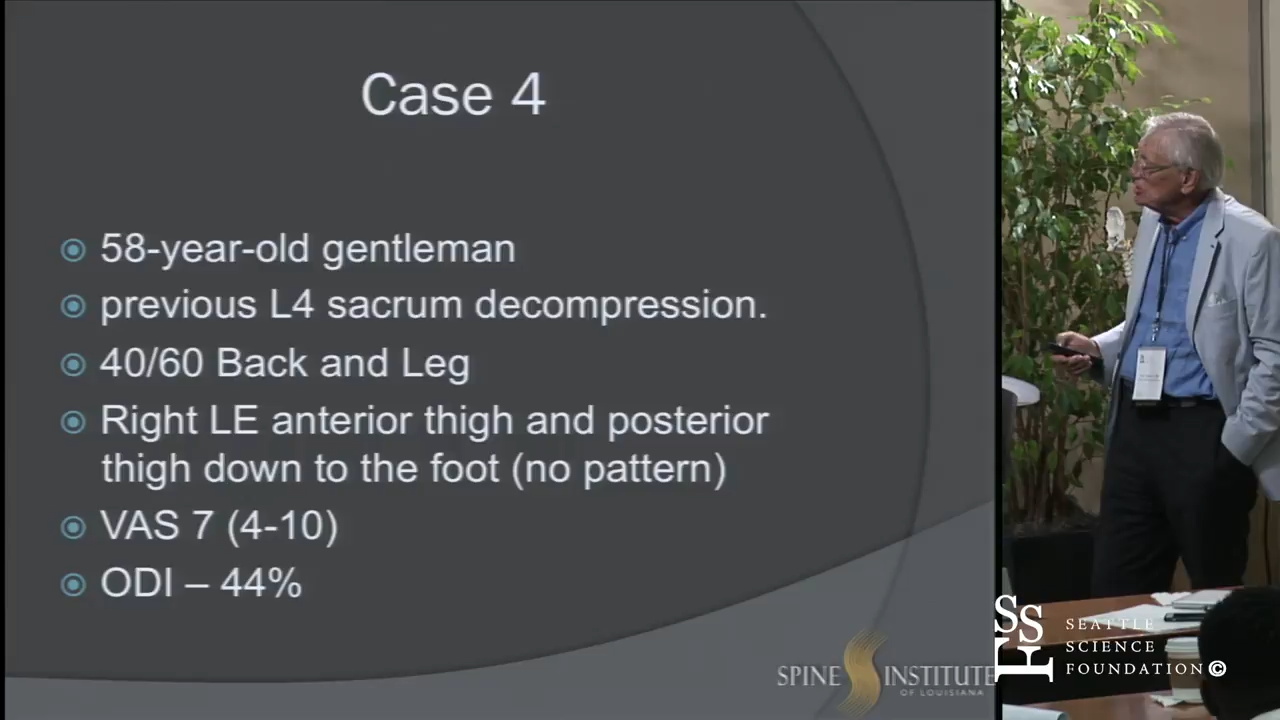 Case 4
58-year-old gentleman
previous L4 sacrum decompression.
40/60 Back and Leg
Right LE anterior thigh and posterior
thigh down to the foot (no pattern)
VAS 7 (4-10)
ODI – 44%
SPINE INSTITUTE
OF LOUISIANA
SSF
SEATTLE
SCIENCE
FOUNDATION©